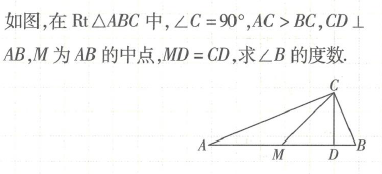 如图,在 Rt△ABC 中,∠C=90°,AC>BC,CD⊥
AB,M 为 AB 的中点,MD=CD,求∠B 的度数.
C
A
M
D
B